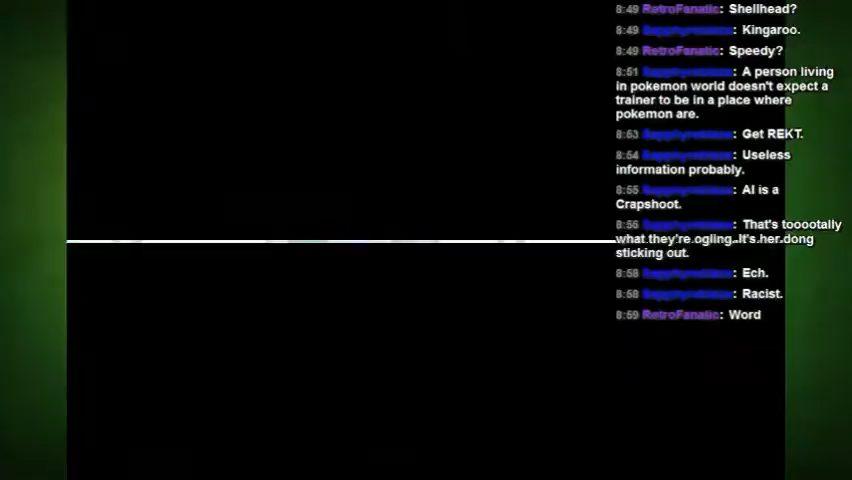 8:49 RetroFanatic: Shellhead?
8:49 : Kingaroo.
8:49 RetroFanatic: Speedy?
8:51 : A person living
in pokemon world doesn't expect a
trainer to be in a place where
pokemon are.
8:53 : Get REKT.
8:54 : Useless
information probably.
8:55 : AI is a
Crapshoot.
: That's tooootally
what they're ogling. It's her dong
sticking out.
8:58 : Ech.
8:58 : Racist.
8:59 RetroFanatic: Word